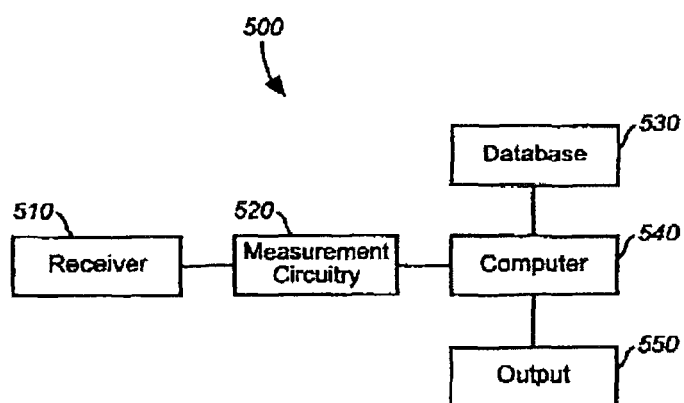 500
530
Database
510
520
540
Receiver
Measurement
Circuitry
Computer
550
Output